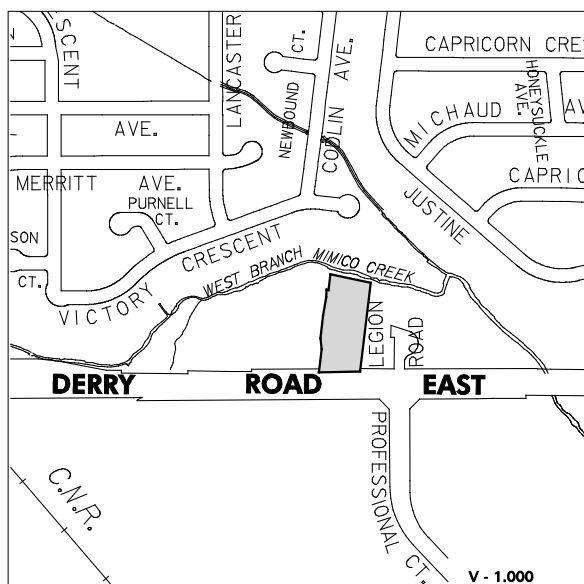 SCENT
LANCASTER
NEWBOUND
CT.
CODLIN AVE.
CAPRICORN CRE
HONEYSUCKLE
AVE.
MICHAUD AV
AVE.
MERRITT AVE.
PURNELL
CT.
CAPRIC
JUSTINE
SON
CT.
VICTORY CRESCENT
WEST BRANCH MIMICO CREEK
LEGION
ROAD
DERRY ROAD EAST
PROFESSIONAL CT.
C.N.R.
V - 1.000